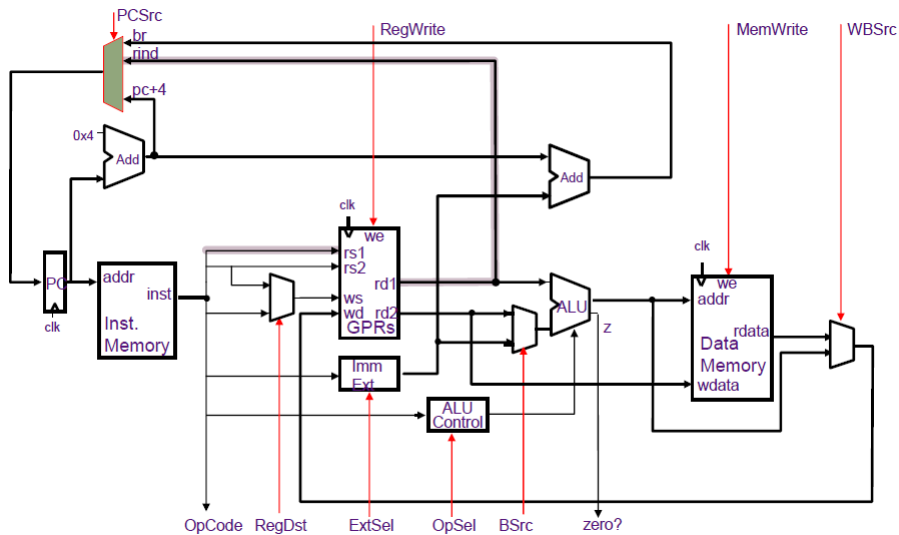 PCSrc
br
rind
pc+4
RegWrite
MemWrite
WBSrc
0x4
Add
Add
clk
we
rs1
rs2
rd1
ws
wd
rd2
GPRs
clk
we
addr
rdata
Data
Memory
wdata
ALU
z
PC
clk
addr
inst
Inst.
Memory
Imm
Ext
ALU
Control
OpCode
RegDst
ExtSel
OpSel
BSrc
zero?